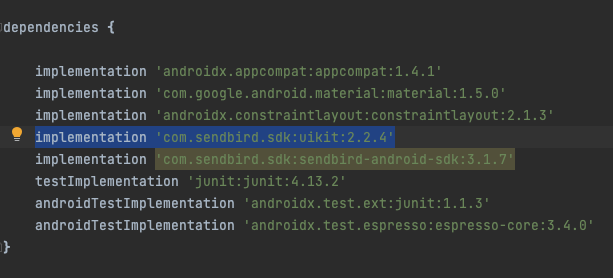 dependencies {
implementation 'androidx.appcompat:appcompat:1.4.1'
implementation 'com.google.android.material:material:1.5.0'
implementation 'androidx.constraintlayout:constraintlayout:2.1.3'
implementation 'com.sendbird.sdk:uikit:2.2.4'
implementation 'com.sendbird.sdk:sendbird-android-sdk:3.1.7'
testImplementation 'junit:junit:4.13.2'
androidTestImplementation 'androidx.test.ext:junit:1.1.3'
androidTestImplementation 'androidx.test.espresso:espresso-core:3.4.0'
}